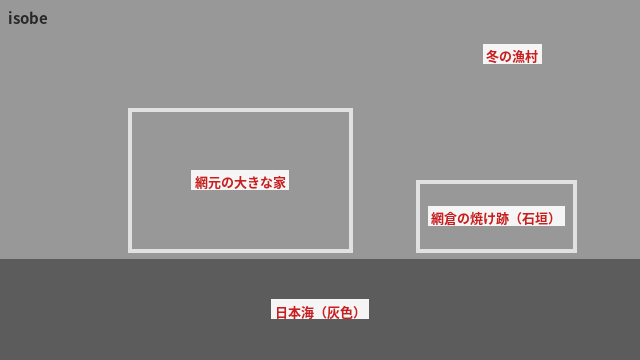 isobe
冬の漁村
網元の大きな家
網倉の焼け跡（石垣）
日本海（灰色）